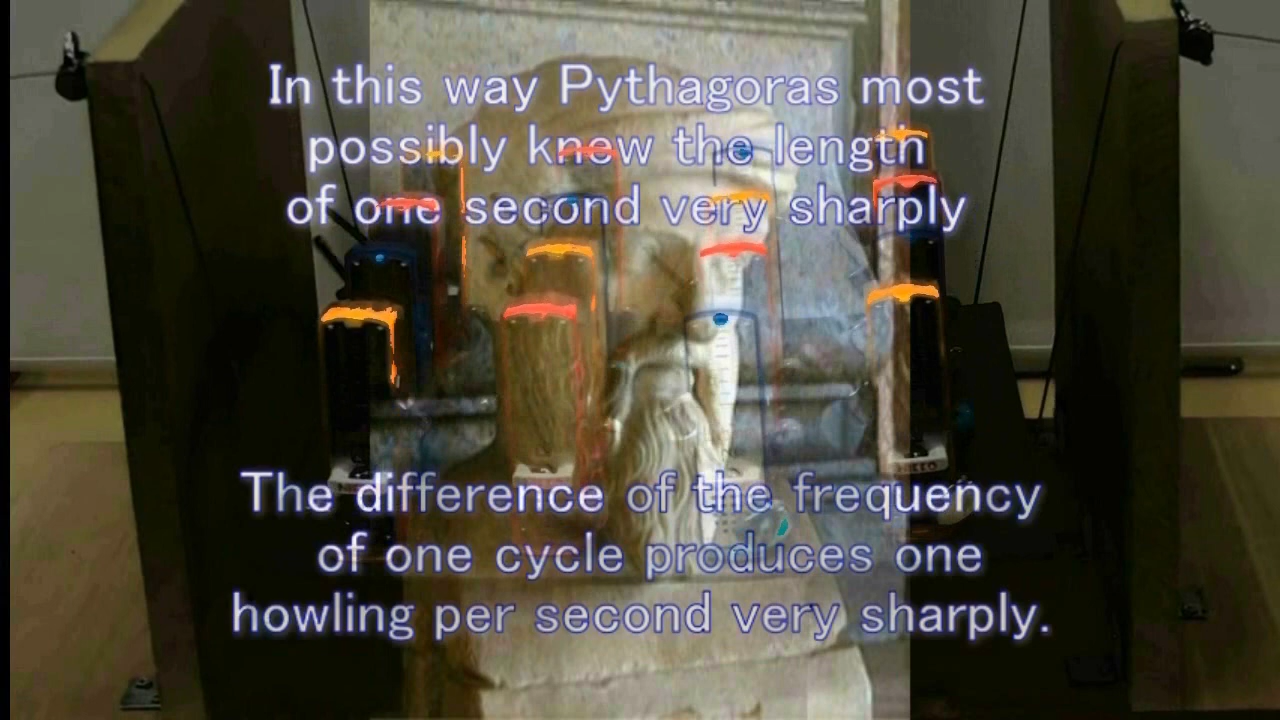 In this way Pythagoras most
possibly knew the length
of one second very sharply
NIKKO
The difference of the frequency
of one cycle produces one
howling per second very sharply.